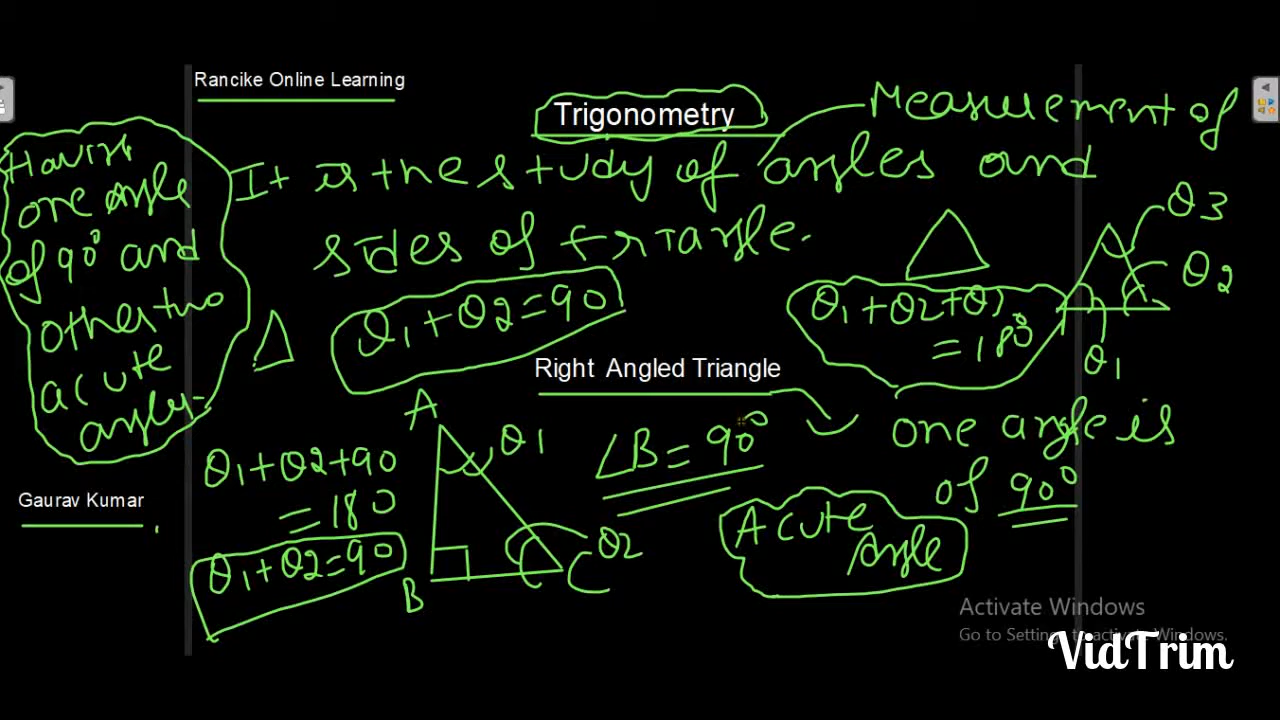 Rancike Online Learning
Trigonometry
Measurement of
It is the study of angles and
sides of triangle.
Having
one angle
of 90° and
other two
acute
angles
θ3
θ2
θ1
θ1+θ2=90
θ1+θ2+θ3
=180°
Right Angled Triangle
one angle is
of 90°
A
θ1
∠B=90°
θ1+θ2+90
=180
θ1+θ2=90
θ2
B
Acute
Angle
Gaurav Kumar
Activate Windows
Go to Settings to activate Windows.
VidTrim